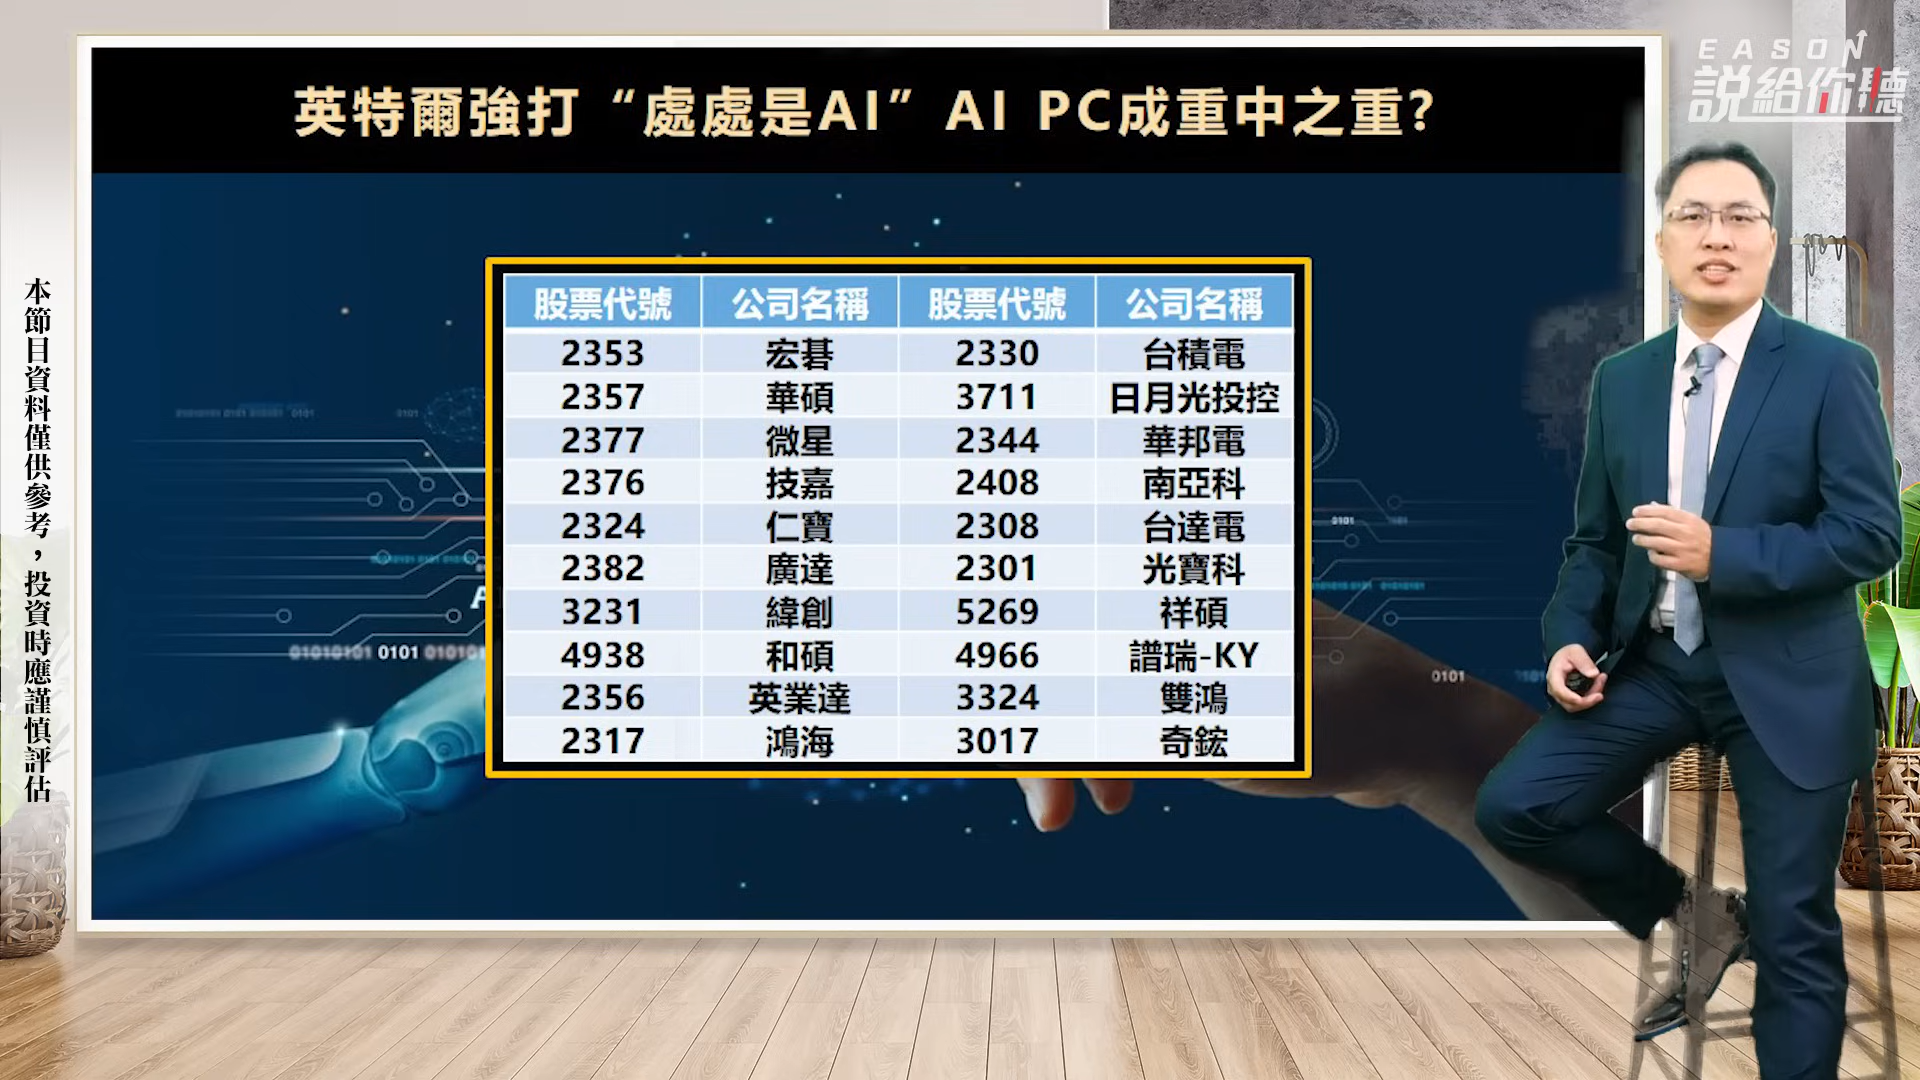 EASON
説給你聽
英特爾強打“處處是AI”AI PC成重中之重?
本節目資料僅供參考，投資時應謹慎評估
股票代號 公司名稱 股票代號 公司名稱
2353 宏碁 2330 台積電
2357 華碩 3711 日月光投控
2377 微星 2344 華邦電
2376 技嘉 2408 南亞科
2324 仁寶 2308 台達電
2382 廣達 2301 光寶科
3231 緯創 5269 祥碩
4938 和碩 4966 譜瑞-KY
2356 英業達 3324 雙鴻
2317 鴻海 3017 奇鋐
01010101 0101 01010
0101
0101